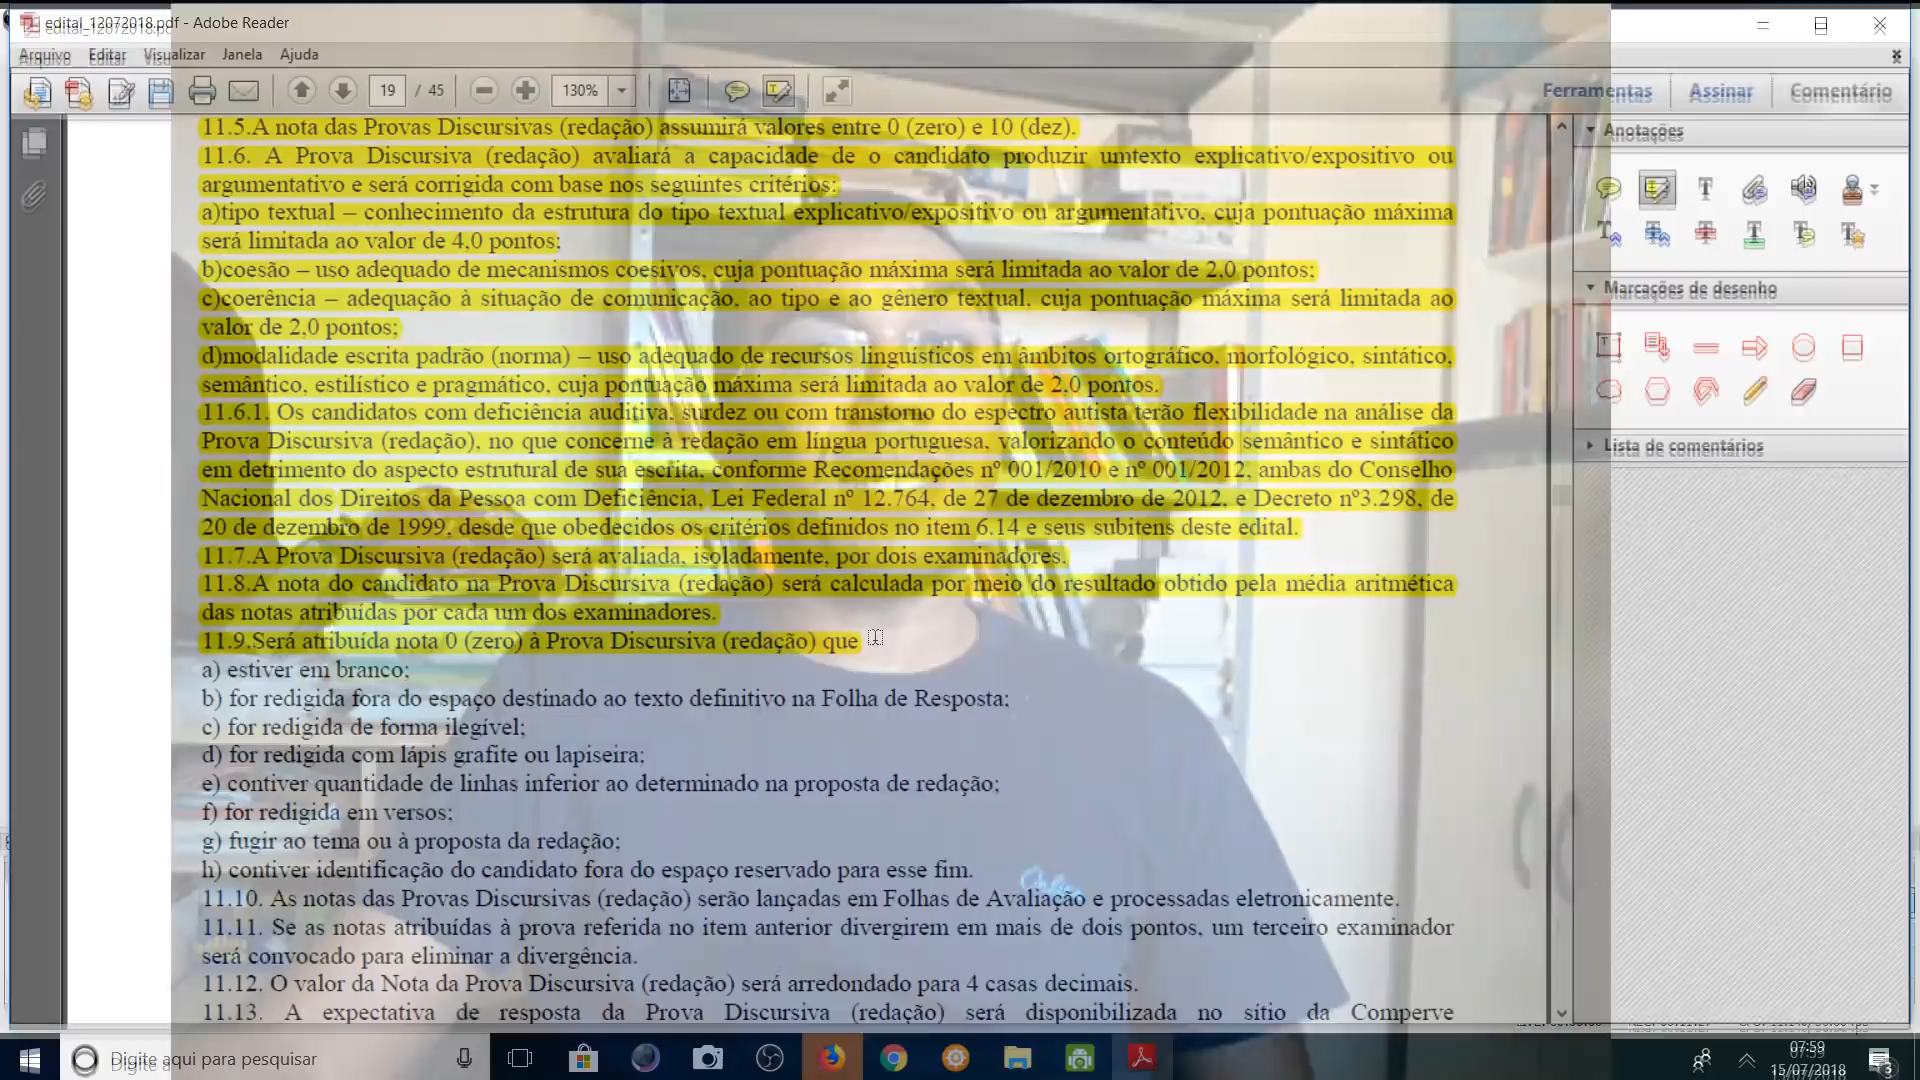 edital_12072018.pdf - Adobe Reader
Arquivo Editar Visualizar Janela Ajuda
19 / 45 130% Ferramentas Assinar Comentário
11.5.A nota das Provas Discursivas (redação) assumirá valores entre 0 (zero) e 10 (dez).
11.6. A Prova Discursiva (redação) avaliará a capacidade de o candidato produzir umtexto explicativo/expositivo ou
argumentativo e será corrigida com base nos seguintes critérios:
a)tipo textual – conhecimento da estrutura do tipo textual explicativo/expositivo ou argumentativo, cuja pontuação máxima
será limitada ao valor de 4,0 pontos;
b)coesão – uso adequado de mecanismos coesivos, cuja pontuação máxima será limitada ao valor de 2,0 pontos;
c)coerência – adequação à situação de comunicação, ao tipo e ao gênero textual, cuja pontuação máxima será limitada ao
valor de 2,0 pontos;
d)modalidade escrita padrão (norma) – uso adequado de recursos linguísticos em âmbitos ortográfico, morfológico, sintático,
semântico, estilístico e pragmático, cuja pontuação máxima será limitada ao valor de 2,0 pontos.
11.6.1. Os candidatos com deficiência auditiva, surdez ou com transtorno do espectro autista terão flexibilidade na análise da
Prova Discursiva (redação), no que concerne à redação em língua portuguesa, valorizando o conteúdo semântico e sintático
em detrimento do aspecto estrutural de sua escrita, conforme Recomendações nº 001/2010 e nº 001/2012, ambas do Conselho
Nacional dos Direitos da Pessoa com Deficiência, Lei Federal nº 12.764, de 27 de dezembro de 2012, e Decreto nº3.298, de
20 de dezembro de 1999, desde que obedecidos os critérios definidos no item 6.14 e seus subitens deste edital.
11.7.A Prova Discursiva (redação) será avaliada, isoladamente, por dois examinadores.
11.8.A nota do candidato na Prova Discursiva (redação) será calculada por meio do resultado obtido pela média aritmética
das notas atribuídas por cada um dos examinadores.
11.9.Será atribuída nota 0 (zero) à Prova Discursiva (redação) que
a) estiver em branco;
b) for redigida fora do espaço destinado ao texto definitivo na Folha de Resposta;
c) for redigida de forma ilegível;
d) for redigida com lápis grafite ou lapiseira;
e) contiver quantidade de linhas inferior ao determinado na proposta de redação;
f) for redigida em versos;
g) fugir ao tema ou à proposta da redação;
h) contiver identificação do candidato fora do espaço reservado para esse fim.
11.10. As notas das Provas Discursivas (redação) serão lançadas em Folhas de Avaliação e processadas eletronicamente.
11.11. Se as notas atribuídas à prova referida no item anterior divergirem em mais de dois pontos, um terceiro examinador
será convocado para eliminar a divergência.
11.12. O valor da Nota da Prova Discursiva (redação) será arredondado para 4 casas decimais.
11.13. A expectativa de resposta da Prova Discursiva (redação) será disponibilizada no sítio da Comperve
Anotações
Marcações de desenho
Lista de comentários
Digite aqui para pesquisar
07:59
15/07/2018
3